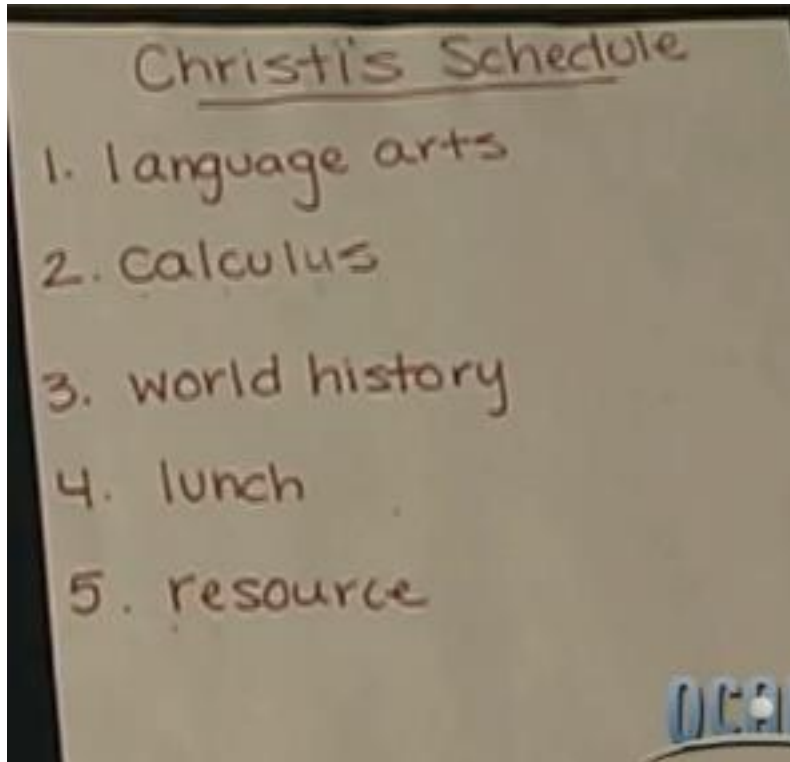 Christi's Schedule
1. language arts
2. calculus
3. world history
4. lunch
5. resource